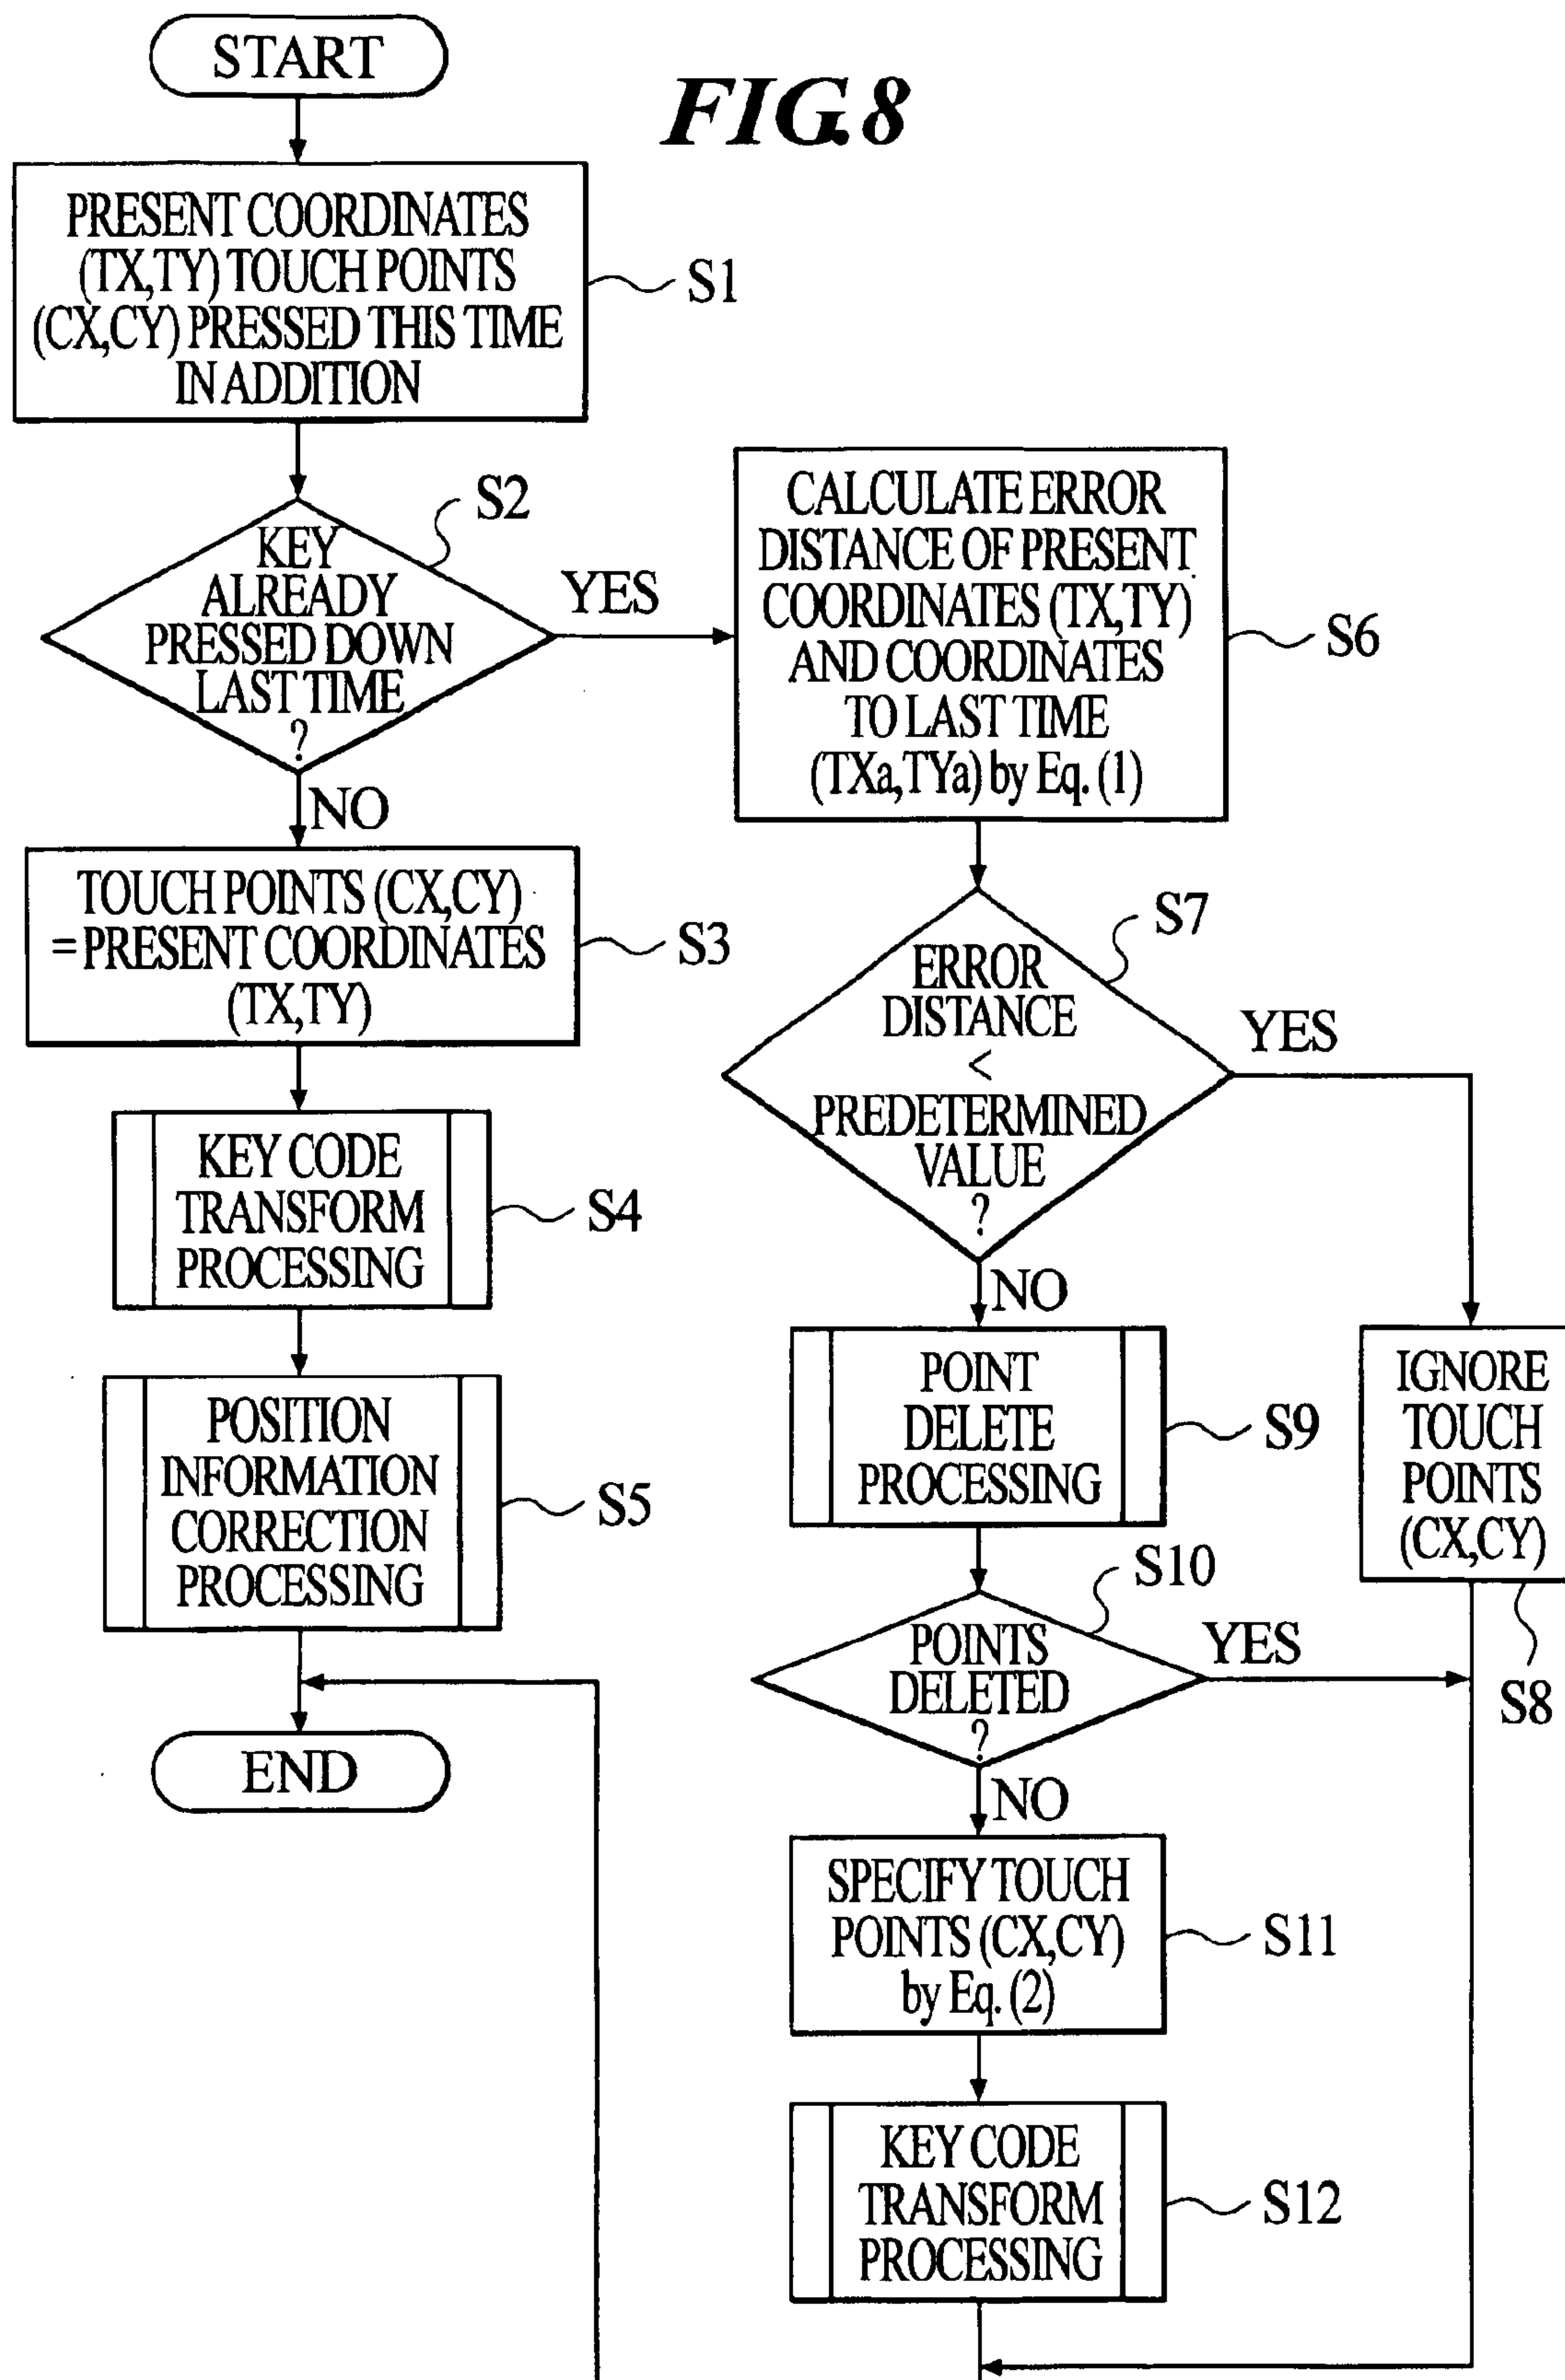 START
FIG.8
PRESENT COORDINATES
(TX,TY) TOUCH POINTS
(CX,CY) PRESSED THIS TIME
IN ADDITION
S1
KEY
ALREADY
PRESSED DOWN
LAST TIME
?
S2
YES
NO
TOUCH POINTS (CX,CY)
=PRESENT COORDINATES
(TX,TY)
S3
KEY CODE
TRANSFORM
PROCESSING
S4
POSITION
INFORMATION
CORRECTION
PROCESSING
S5
END
CALCULATE ERROR
DISTANCE OF PRESENT
COORDINATES (TX,TY)
AND COORDINATES
TO LAST TIME
(TXa,TYa) by Eq. (1)
S6
ERROR
DISTANCE
<
PREDETERMINED
VALUE
?
S7
YES
NO
IGNORE
TOUCH
POINTS
(CX,CY)
S8
POINT
DELETE
PROCESSING
S9
POINTS
DELETED
?
S10
YES
NO
SPECIFY TOUCH
POINTS (CX,CY)
by Eq. (2)
S11
KEY CODE
TRANSFORM
PROCESSING
S12